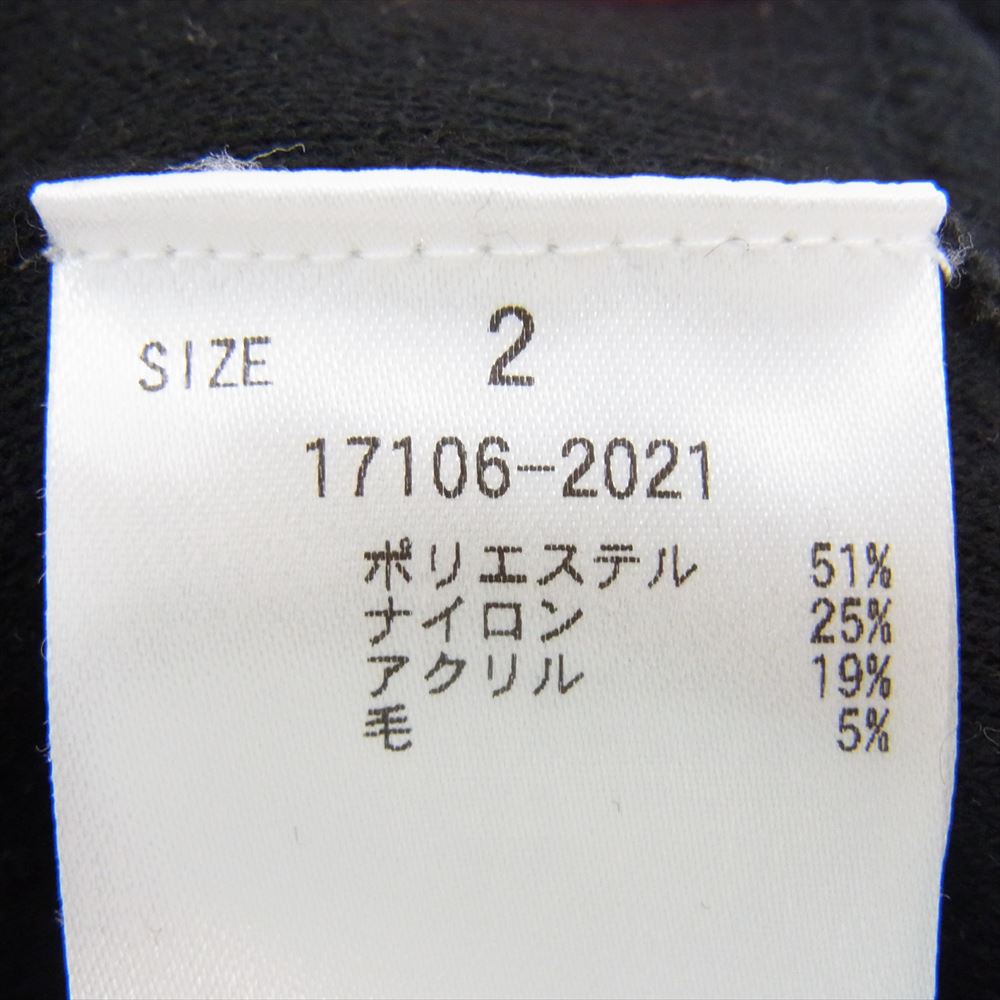 SIZE 2
17106-2021
ポリエステル 51%
ナイロン 25%
アクリル 19%
毛 5%